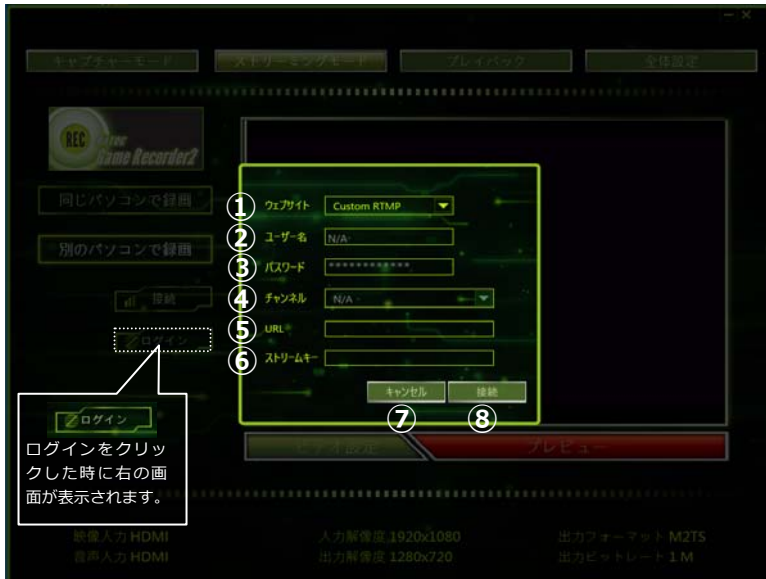 キャプチャーモード ストリーミングモード プレイバック 全体設定
REC
Game Recorder2
同じパソコンで録画
別のパソコンで録画
接続
ログイン
① ウェブサイト Custom RTMP
② ユーザー名 N/A
③ パスワード ************
④ チャンネル N/A
⑤ URL
⑥ ストリームキー
キャンセル 接続
⑦ ⑧
ログイン
ログインをクリッ
クした時に右の画
面が表示されます。
ビデオ設定 プレビュー
映像入力 HDMI 入力解像度 1920x1080 出力フォーマット M2TS
音声入力 HDMI 出力解像度 1280x720 出力ビットレート 1 M